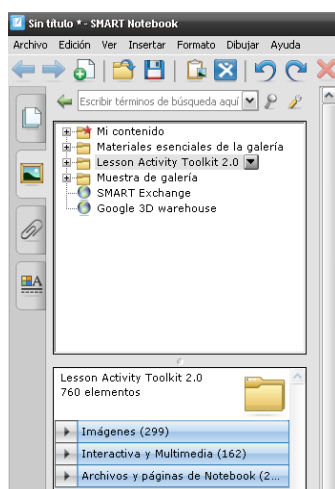 Sin título * - SMART Notebook
Archivo Edición Ver Insertar Formato Dibujar Ayuda
Escribir términos de búsqueda aquí
Mi contenido
Materiales esenciales de la galería
Lesson Activity Toolkit 2.0
Muestra de galería
SMART Exchange
Google 3D warehouse
Lesson Activity Toolkit 2.0
760 elementos
Imágenes (299)
Interactiva y Multimedia (162)
Archivos y páginas de Notebook (2...